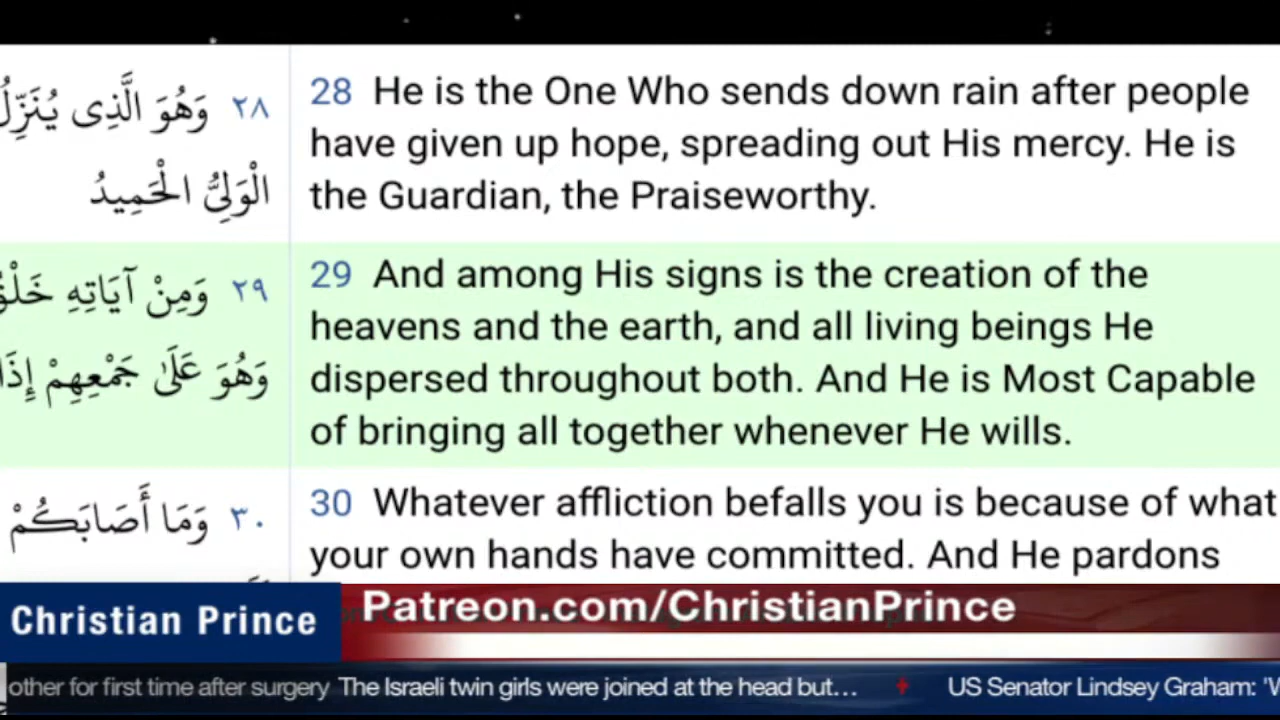 28 He is the One Who sends down rain after people
have given up hope, spreading out His mercy. He is
the Guardian, the Praiseworthy.
٢٨ وَهُوَ الَّذِى يُنَزِّلُ
الْوَلِىُّ الْحَمِيدُ
29 And among His signs is the creation of the
heavens and the earth, and all living beings He
dispersed throughout both. And He is Most Capable
of bringing all together whenever He wills.
٢٩ وَمِنْ آيَاتِهِ خَلْقُ
وَهُوَ عَلَىٰ جَمْعِهِمْ إِذَا
30 Whatever affliction befalls you is because of what
your own hands have committed. And He pardons
٣٠ وَمَا أَصَابَكُمْ
Christian Prince
Patreon.com/ChristianPrince
other for first time after surgery The Israeli twin girls were joined at the head but... US Senator Lindsey Graham: 'W